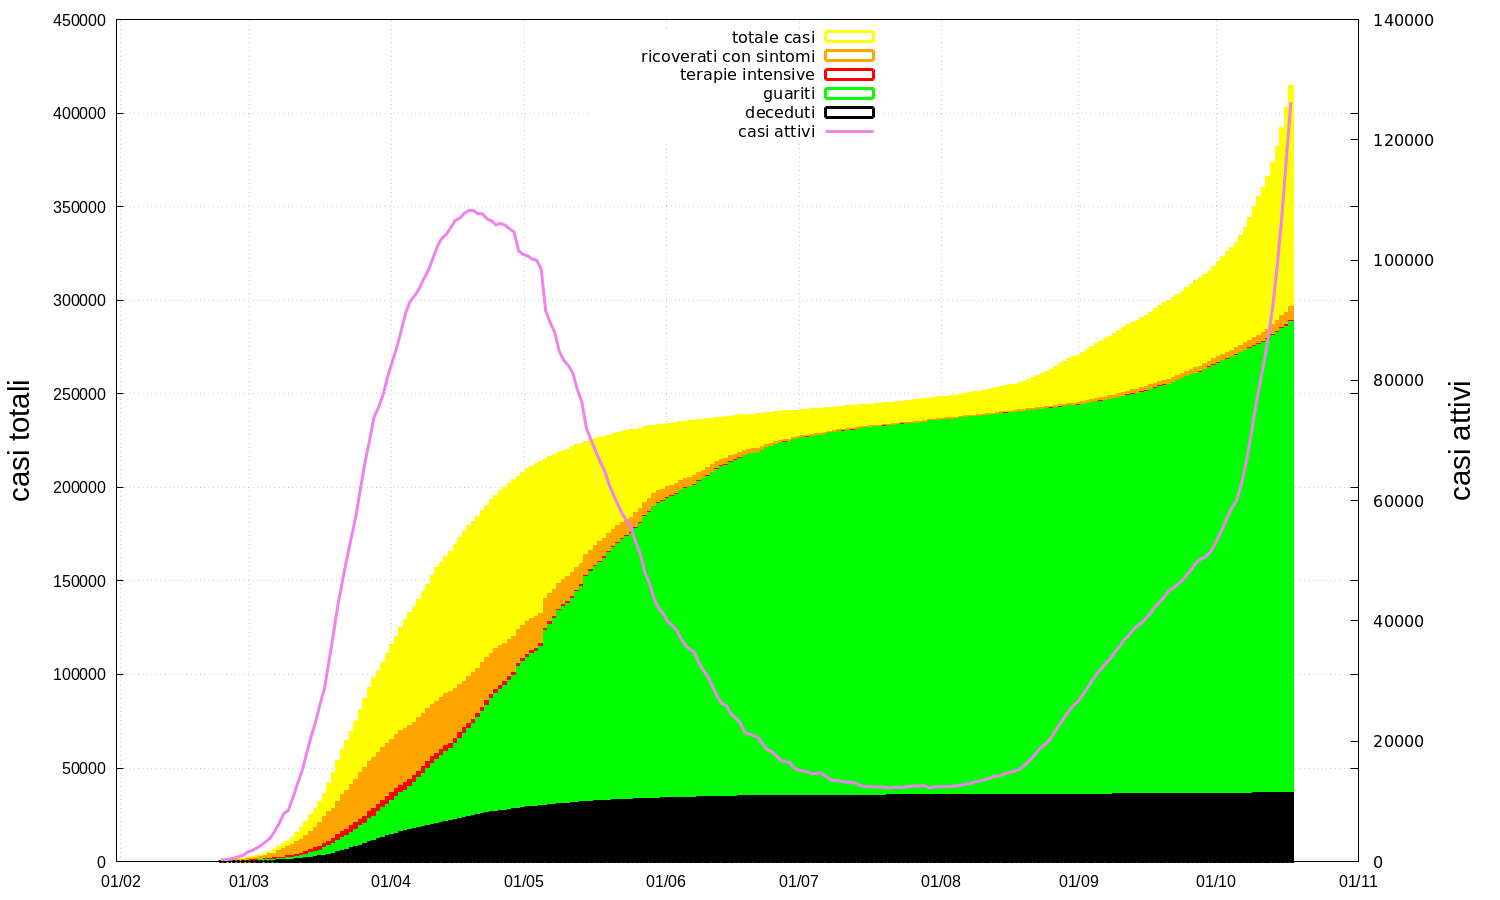 450000
400000
350000
300000
250000
200000
150000
100000
50000
0
casi totali
totale casi
ricoverati con sintomi
terapie intensive
guariti
deceduti
casi attivi
140000
120000
100000
80000
60000
40000
20000
0
casi attivi
01/02 01/03 01/04 01/05 01/06 01/07 01/08 01/09 01/10 01/11